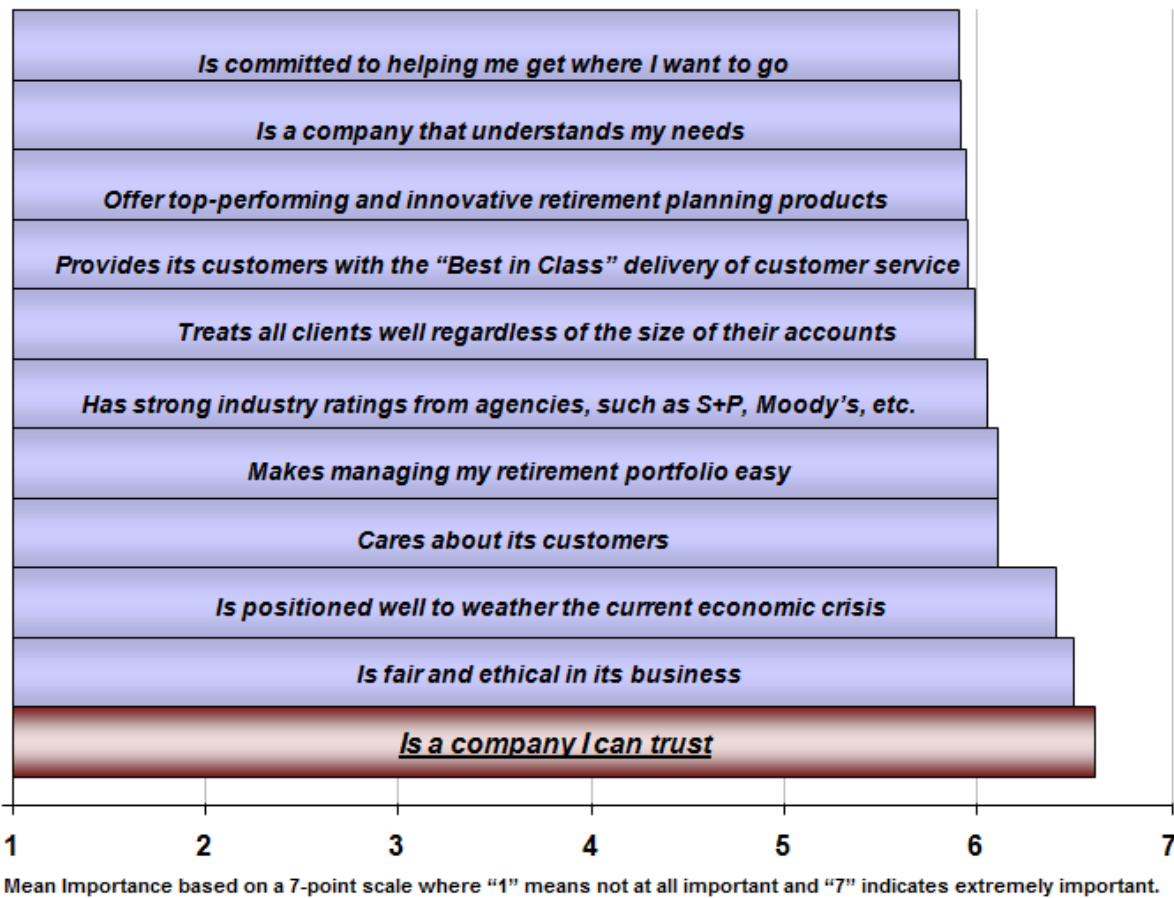 Is committed to helping me get where I want to go
Is a company that understands my needs
Offer top-performing and innovative retirement planning products
Provides its customers with the “Best in Class” delivery of customer service
Treats all clients well regardless of the size of their accounts
Has strong industry ratings from agencies, such as S+P, Moody’s, etc.
Makes managing my retirement portfolio easy
Cares about its customers
Is positioned well to weather the current economic crisis
Is fair and ethical in its business
Is a company I can trust
1 2 3 4 5 6 7
Mean Importance based on a 7-point scale where “1” means not at all important and “7” indicates extremely important.